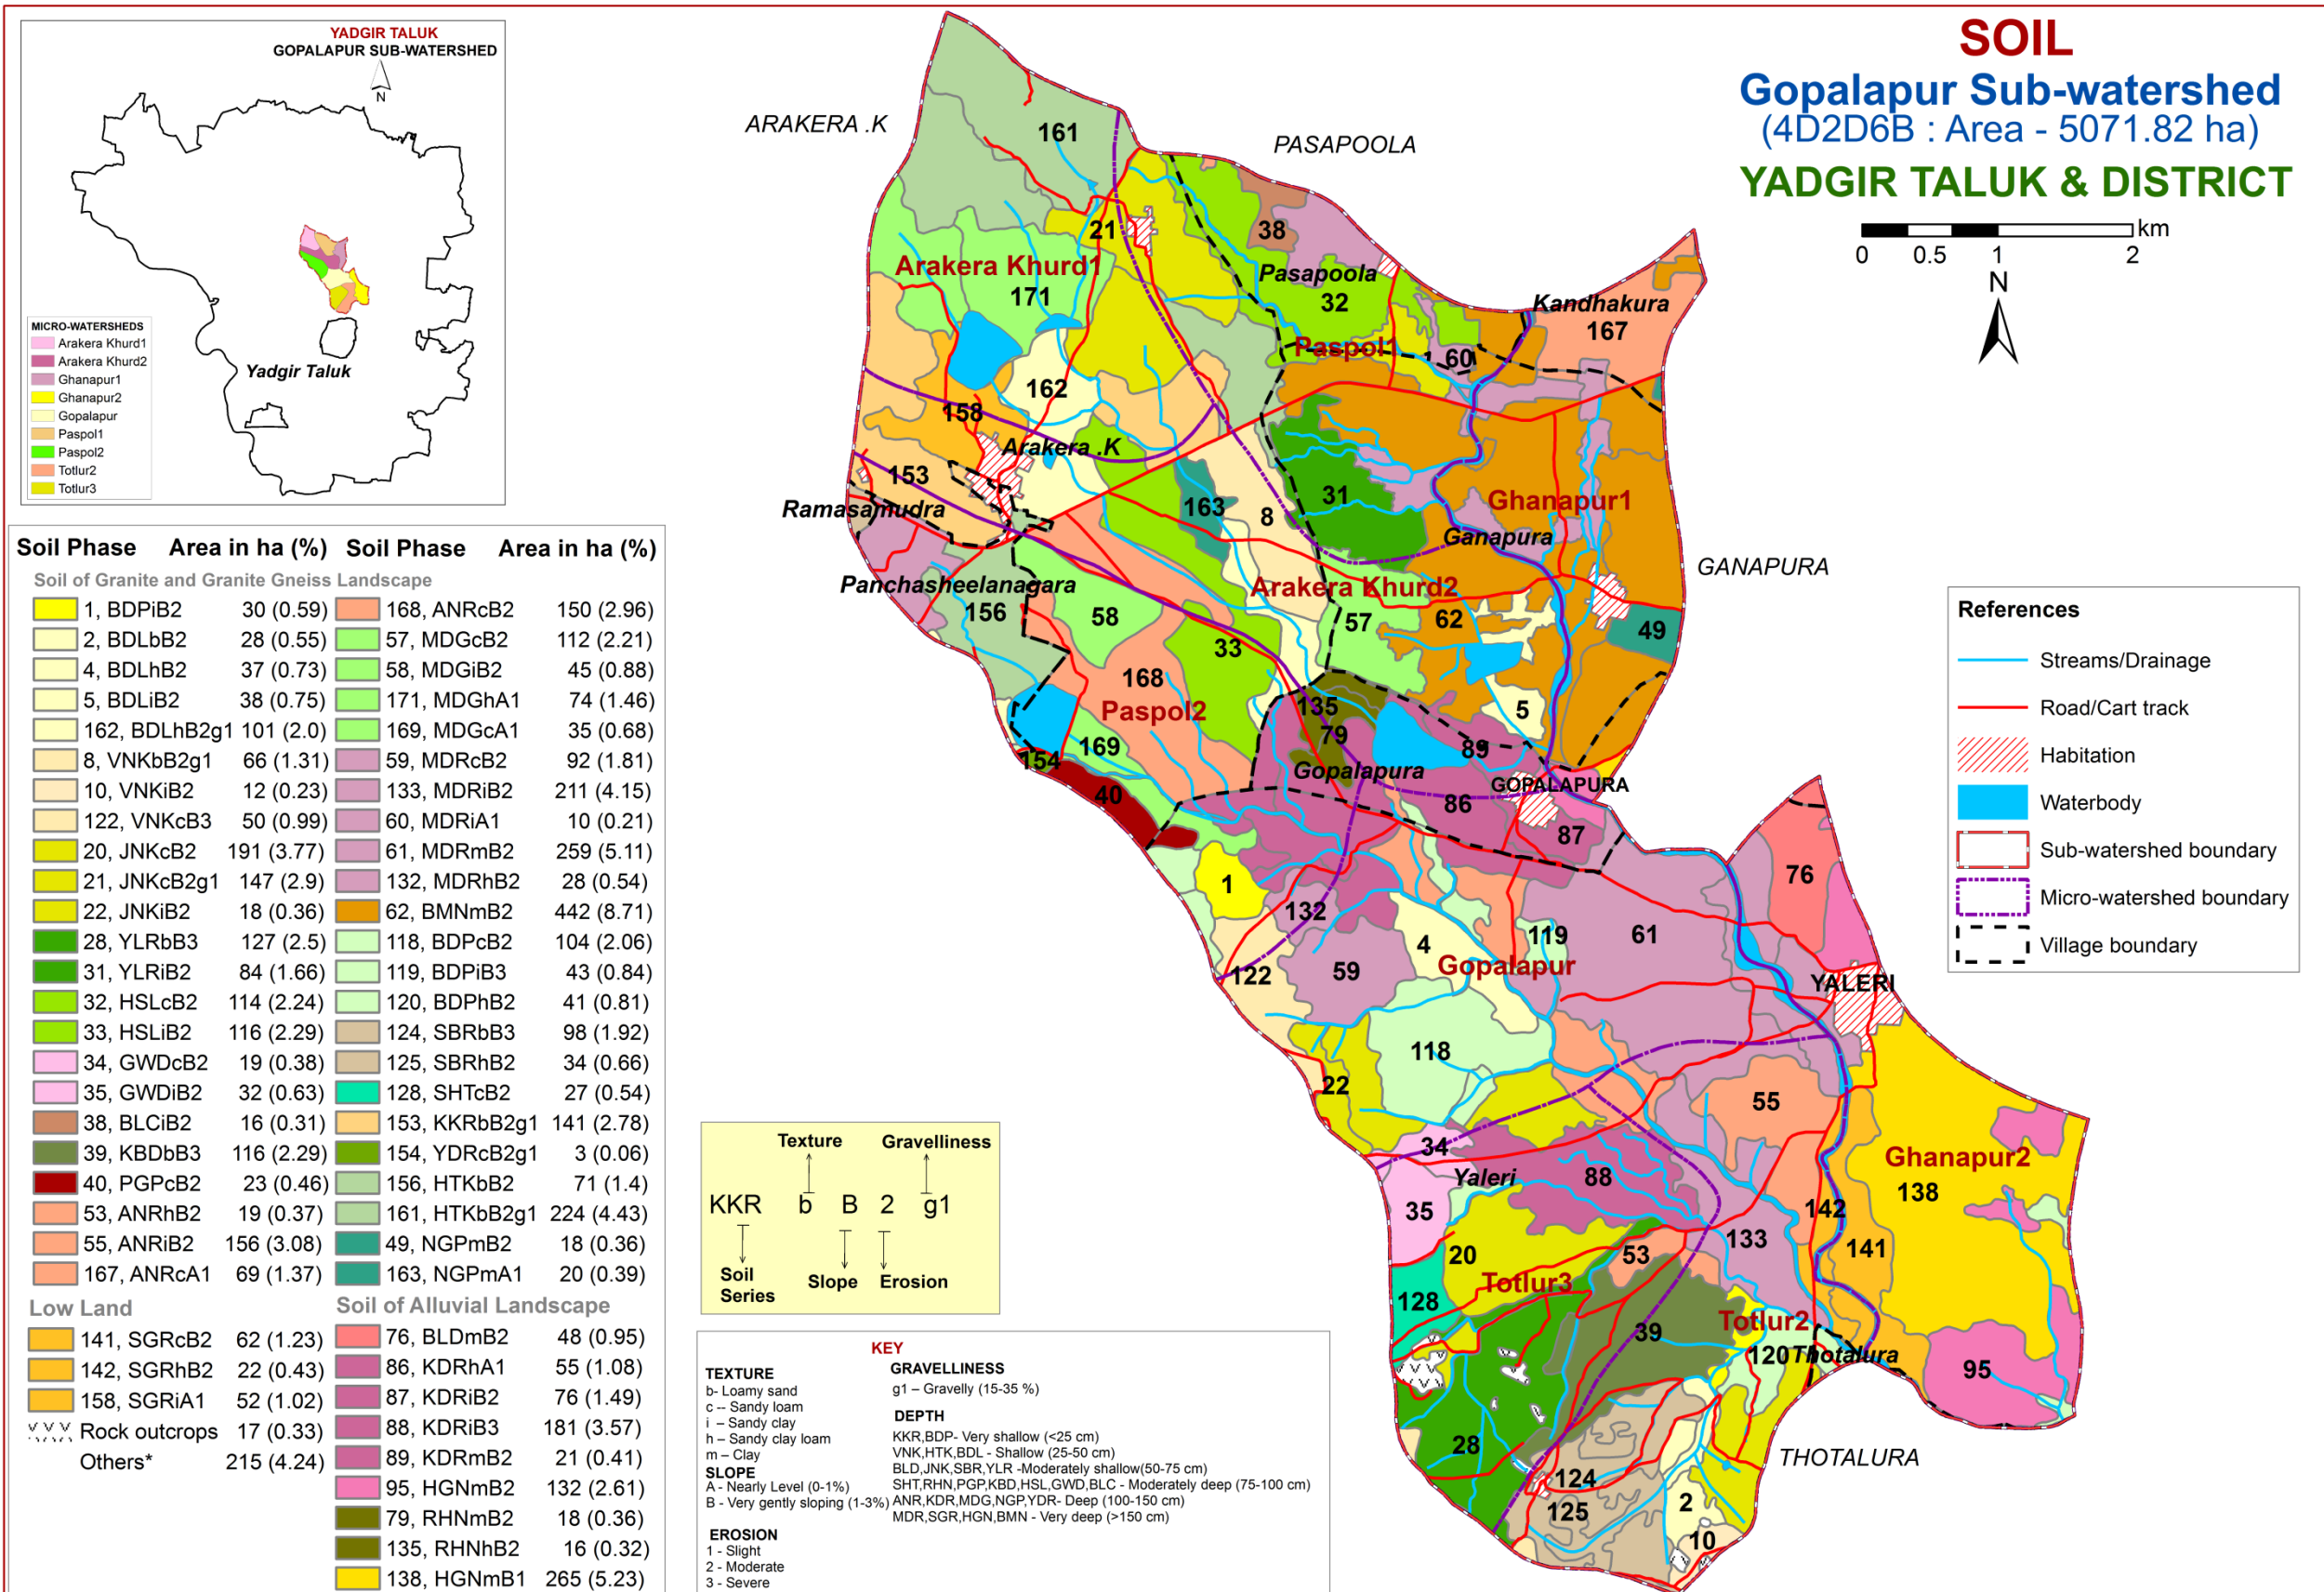 SOIL
Gopalapur Sub-watershed
(4D2D6B : Area - 5071.82 ha)
YADGIR TALUK & DISTRICT
0 0.5 1 2 km
N
YADGIR TALUK
GOPALAPUR SUB-WATERSHED
N
MICRO-WATERSHEDS
Arakera Khurd1
Arakera Khurd2
Ghanapur1
Ghanapur2
Gopalapur
Paspol1
Paspol2
Totlur2
Totlur3
Yadgir Taluk
Soil Phase Area in ha (%) Soil Phase Area in ha (%)
Soil of Granite and Granite Gneiss Landscape
1, BDPiB2 30 (0.59) 168, ANRcB2 150 (2.96)
2, BDLbB2 28 (0.55) 57, MDGcB2 112 (2.21)
4, BDLhB2 37 (0.73) 58, MDGiB2 45 (0.88)
5, BDLiB2 38 (0.75) 171, MDGhA1 74 (1.46)
162, BDLhB2g1 101 (2.0) 169, MDGcA1 35 (0.68)
8, VNKbB2g1 66 (1.31) 59, MDRcB2 92 (1.81)
10, VNKiB2 12 (0.23) 133, MDRiB2 211 (4.15)
122, VNKcB3 50 (0.99) 60, MDRiA1 10 (0.21)
20, JNKcB2 191 (3.77) 61, MDRmB2 259 (5.11)
21, JNKcB2g1 147 (2.9) 132, MDRhB2 28 (0.54)
22, JNKiB2 18 (0.36) 62, BMNmB2 442 (8.71)
28, YLRbB3 127 (2.5) 118, BDPcB2 104 (2.06)
31, YLRiB2 84 (1.66) 119, BDPiB3 43 (0.84)
32, HSLcB2 114 (2.24) 120, BDPhB2 41 (0.81)
33, HSLiB2 116 (2.29) 124, SBRbB3 98 (1.92)
34, GWDcB2 19 (0.38) 125, SBRhB2 34 (0.66)
35, GWDiB2 32 (0.63) 128, SHTcB2 27 (0.54)
38, BLCiB2 16 (0.31) 153, KKRbB2g1 141 (2.78)
39, KBDbB3 116 (2.29) 154, YDRcB2g1 3 (0.06)
40, PGPcB2 23 (0.46) 156, HTKbB2 71 (1.4)
53, ANRhB2 19 (0.37) 161, HTKbB2g1 224 (4.43)
55, ANRiB2 156 (3.08) 49, NGPmB2 18 (0.36)
167, ANRcA1 69 (1.37) 163, NGPmA1 20 (0.39)
Low Land Soil of Alluvial Landscape
141, SGRcB2 62 (1.23) 76, BLDmB2 48 (0.95)
142, SGRhB2 22 (0.43) 86, KDRhA1 55 (1.08)
158, SGRiA1 52 (1.02) 87, KDRiB2 76 (1.49)
Rock outcrops 17 (0.33) 88, KDRiB3 181 (3.57)
Others* 215 (4.24) 89, KDRmB2 21 (0.41)
95, HGNmB2 132 (2.61)
79, RHNmB2 18 (0.36)
135, RHNhB2 16 (0.32)
138, HGNmB1 265 (5.23)
ARAKERA .K
PASAPOOLA
161
21
38
Arakera Khurd1
Pasapoola
171
32
Kandhakura
167
Paspol1
60
162
158
Arakera .K
153
31
Ghanapur1
163
8
Ramasamudra
Ganapura
GANAPURA
Panchasheelanagara
Arakera Khurd2
156
58
57
62
49
33
168
135
5
Paspol2
79
89
169
154
Gopalapura
GOPALAPURA
40
86
87
1
76
132
119
61
4
122
59
Gopalapur
YALERI
118
22
55
34
Yaleri
88
Ghanapur2
138
35
142
20
53
133
141
Totlur3
128
39
Totlur2
120
Thotalura
95
28
THOTALURA
124
125
2
10
References
Streams/Drainage
Road/Cart track
Habitation
Waterbody
Sub-watershed boundary
Micro-watershed boundary
Village boundary
Texture Gravelliness
KKR b B 2 g1
Soil Series
Slope Erosion
KEY
TEXTURE
b- Loamy sand
c -- Sandy loam
i – Sandy clay
h – Sandy clay loam
m – Clay
SLOPE
A - Nearly Level (0-1%)
B - Very gently sloping (1-3%)
EROSION
1 - Slight
2 - Moderate
3 - Severe
GRAVELLINESS
g1 – Gravelly (15-35 %)
DEPTH
KKR,BDP- Very shallow (<25 cm)
VNK,HTK,BDL - Shallow (25-50 cm)
BLD,JNK,SBR,YLR -Moderately shallow(50-75 cm)
SHT,RHN,PGP,KBD,HSL,GWD,BLC - Moderately deep (75-100 cm)
ANR,KDR,MDG,NGP,YDR- Deep (100-150 cm)
MDR,SGR,HGN,BMN - Very deep (>150 cm)